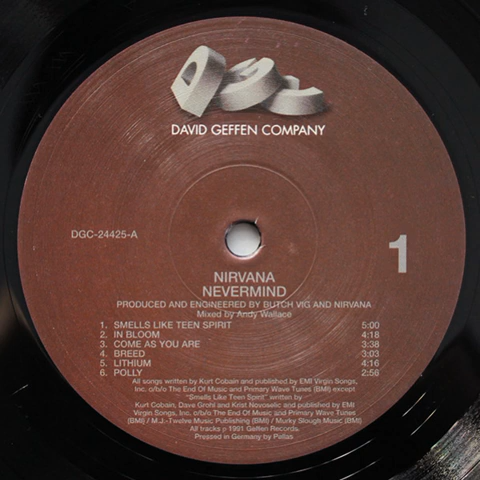 DAVID GEFFEN COMPANY
DGC-24425-A
1
NIRVANA
NEVERMIND
PRODUCED AND ENGINEERED BY BUTCH VIG AND NIRVANA
Mixed by Andy Wallace
1. SMELLS LIKE TEEN SPIRIT 5:00
2. IN BLOOM 4:18
3. COME AS YOU ARE 3:38
4. BREED 3:03
5. LITHIUM 4:16
6. POLLY 2:56
All songs written by Kurt Cobain and published by EMI Virgin Songs,
Inc. o/b/o The End Of Music and Primary Wave Tunes (BMI) except
"Smells Like Teen Spirit" written by
Kurt Cobain, Dave Grohl and Krist Novoselic and published by EMI
Virgin Songs, Inc. o/b/o The End Of Music and Primary Wave Tunes
(BMI) / M.J.-Twelve Music Publishing (BMI) / Murky Slough Music (BMI)
All tracks p 1991 Geffen Records.
Pressed in Germany by Pallas